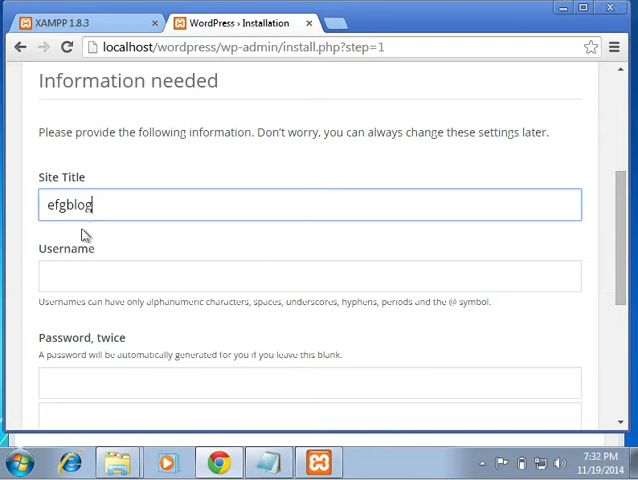 XAMPP 1.8.3
WordPress › Installation
localhost/wordpress/wp-admin/install.php?step=1
Information needed
Please provide the following information. Don't worry, you can always change these settings later.
Site Title
efgblog
Username
Usernames can have only alphanumeric characters, spaces, underscores, hyphens, periods and the @ symbol.
Password, twice
A password will be automatically generated for you if you leave this blank.
7:32 PM
11/19/2014